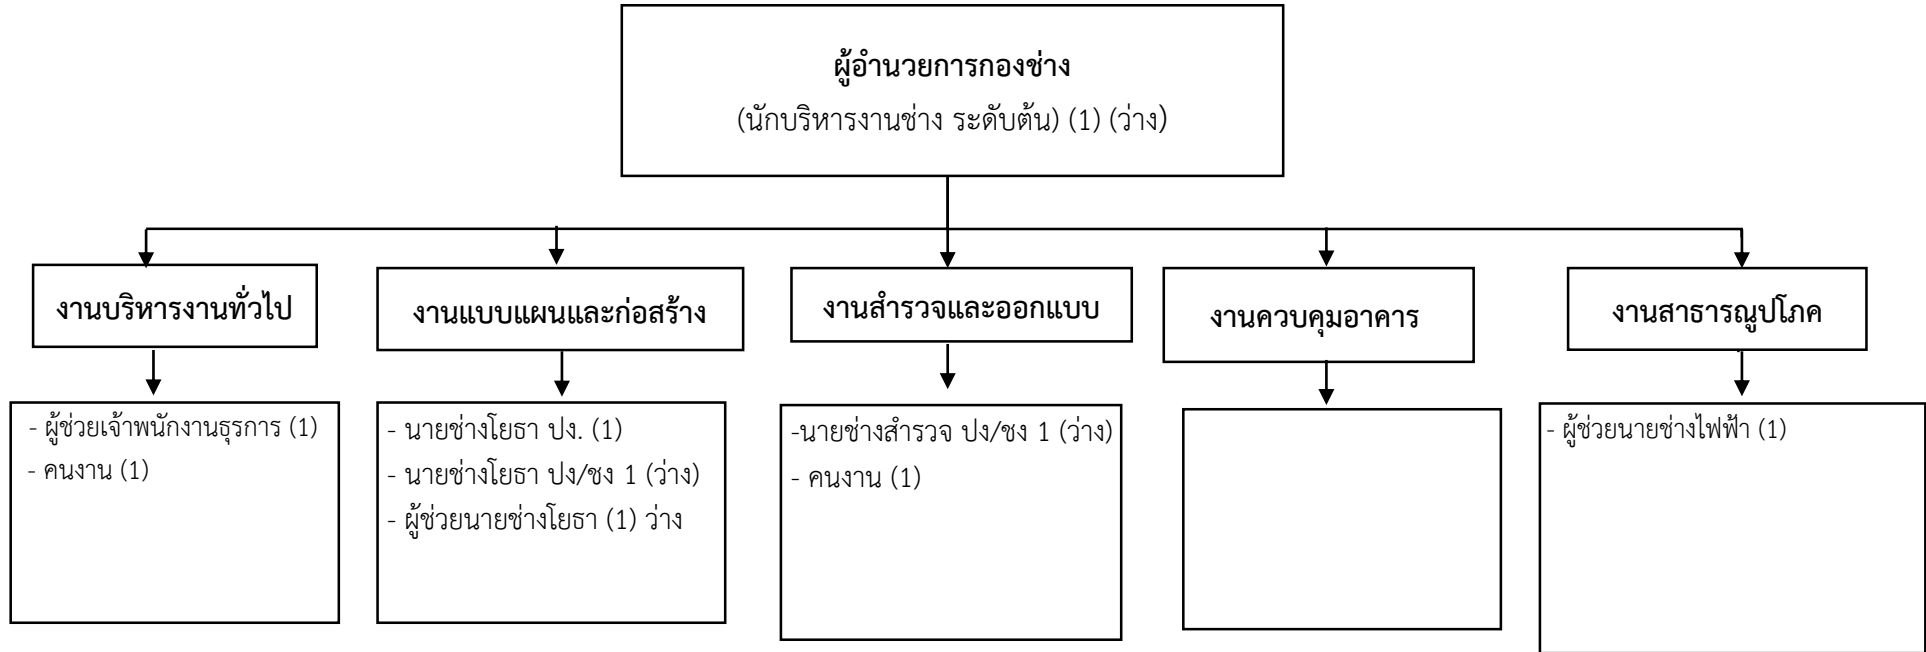 ผู้อำนวยการกองช่าง
(นักบริหารงานช่าง ระดับต้น) (1) (ว่าง)
งานบริหารงานทั่วไป
งานแบบแผนและก่อสร้าง
งานสำรวจและออกแบบ
งานควบคุมอาคาร
งานสาธารณูปโภค
- ผู้ช่วยเจ้าพนักงานธุรการ (1)
- คนงาน (1)
- นายช่างโยธา ปง. (1)
- นายช่างโยธา ปง/ชง 1 (ว่าง)
- ผู้ช่วยนายช่างโยธา (1) ว่าง
-นายช่างสำรวจ ปง/ชง 1 (ว่าง)
- คนงาน (1)
- ผู้ช่วยนายช่างไฟฟ้า (1)